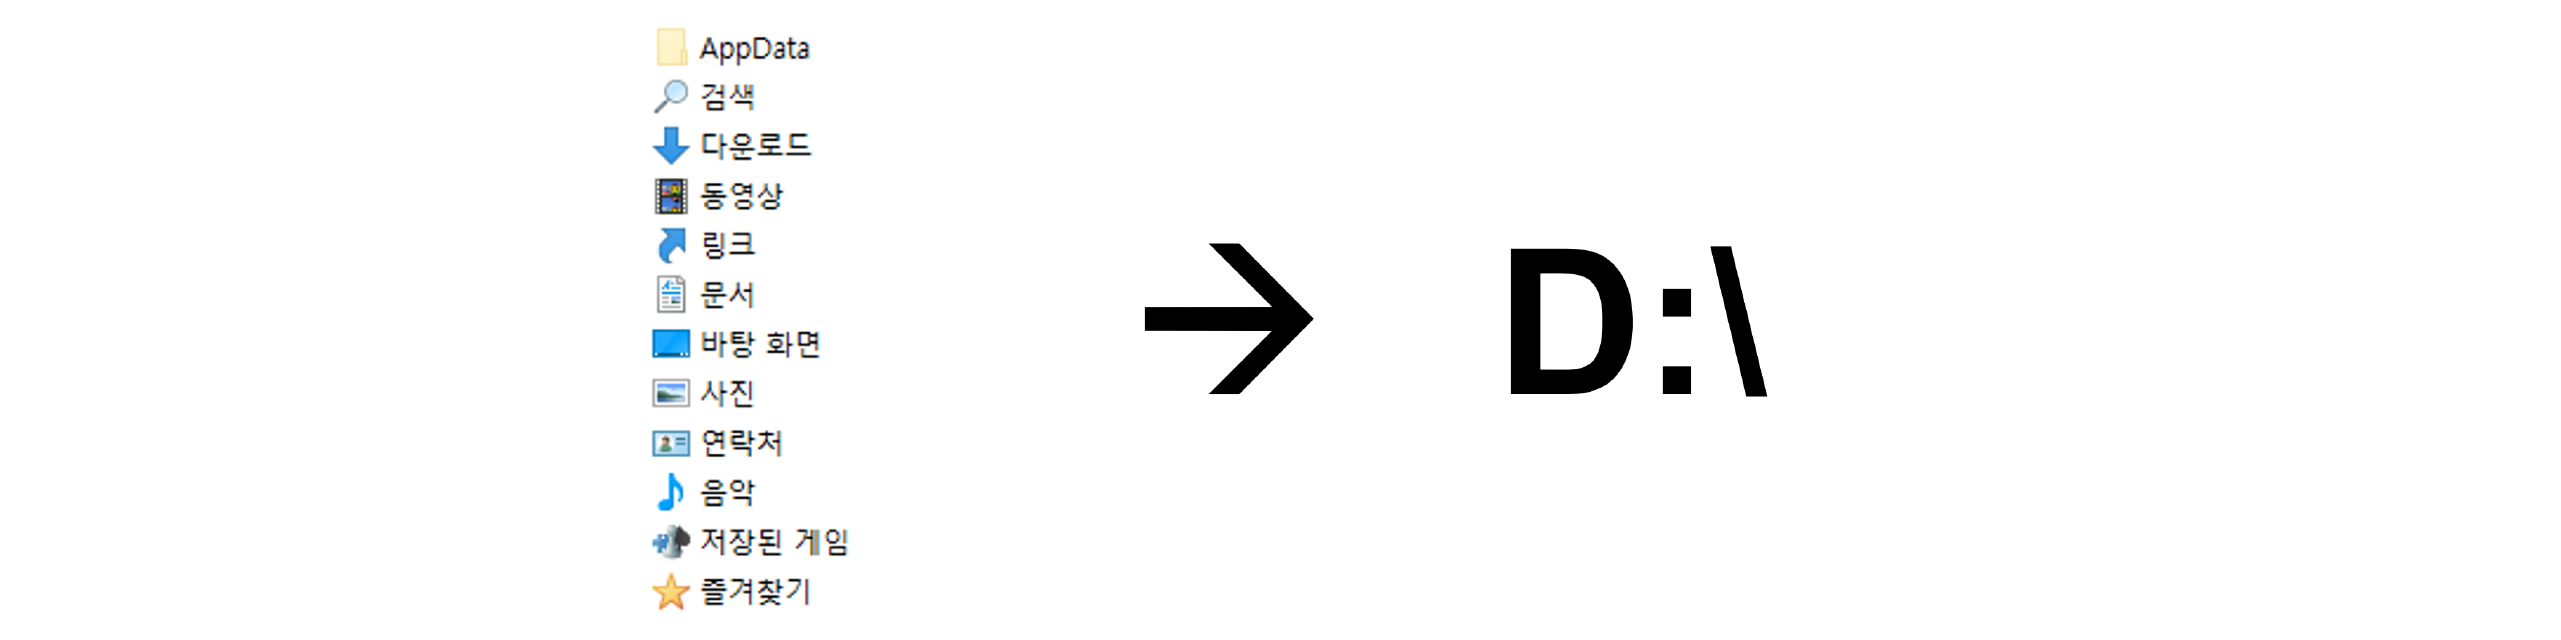 AppData
검색
다운로드
동영상
링크
문서
바탕 화면
사진
연락처
음악
저장된 게임
즐겨찾기
→ D:\